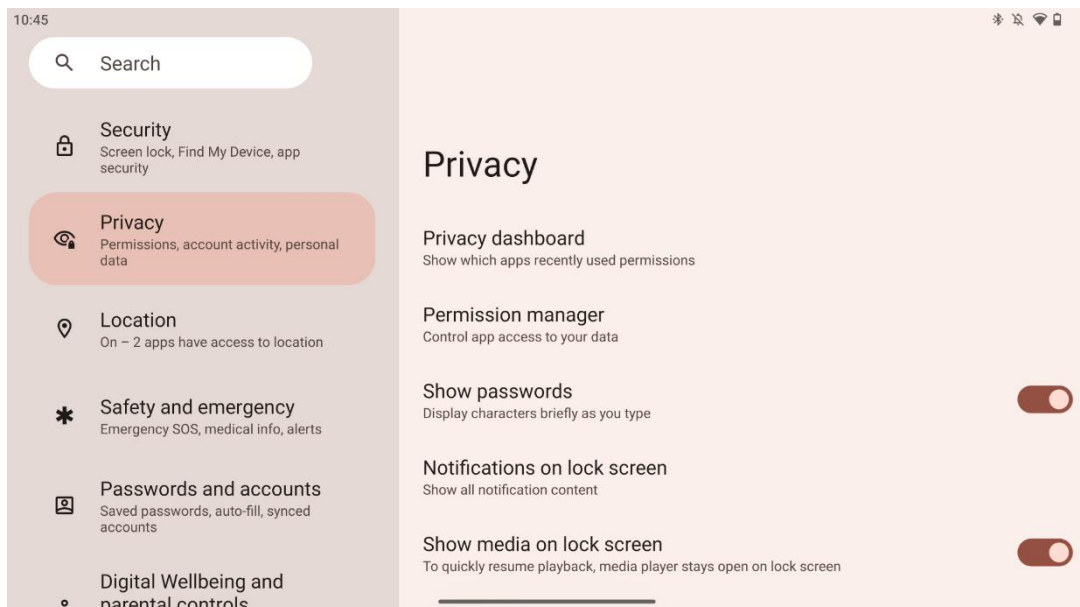 10:45
Search
Security
Screen lock, Find My Device, app
security
Privacy
Permissions, account activity, personal
data
Location
On – 2 apps have access to location
Safety and emergency
Emergency SOS, medical info, alerts
Passwords and accounts
Saved passwords, auto-fill, synced
accounts
Digital Wellbeing and
parental controls
Privacy
Privacy dashboard
Show which apps recently used permissions
Permission manager
Control app access to your data
Show passwords
Display characters briefly as you type
Notifications on lock screen
Show all notification content
Show media on lock screen
To quickly resume playback, media player stays open on lock screen